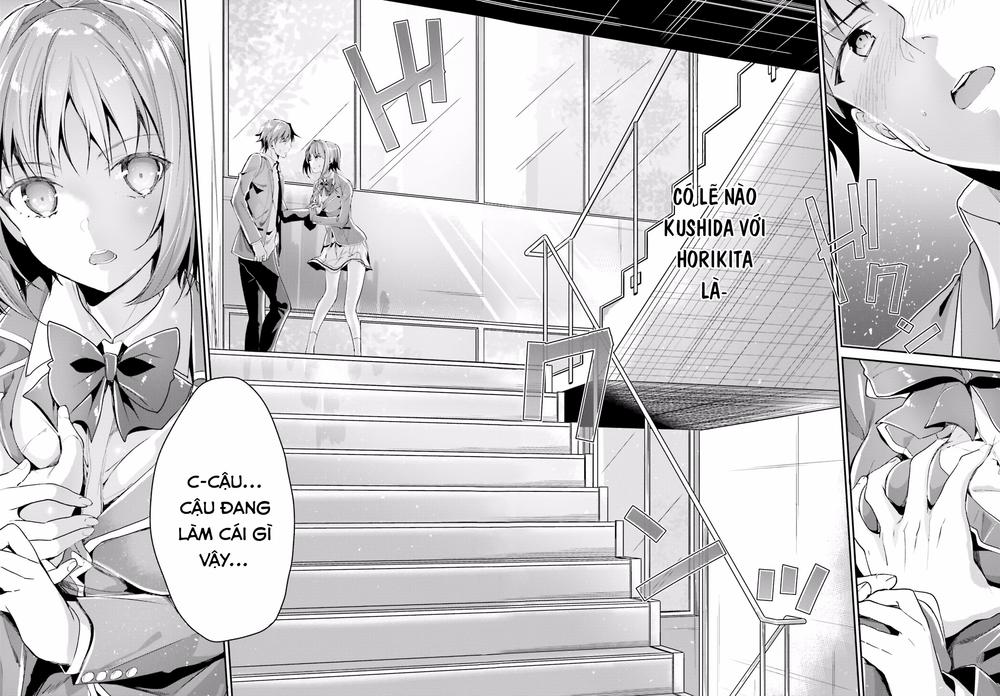 CÓ LẼ NÀO
KUSHIDA VỚI
HORIKITA
LÀ-
C-CẬU...
CẬU ĐANG
LÀM CÁI GÌ
VẬY...